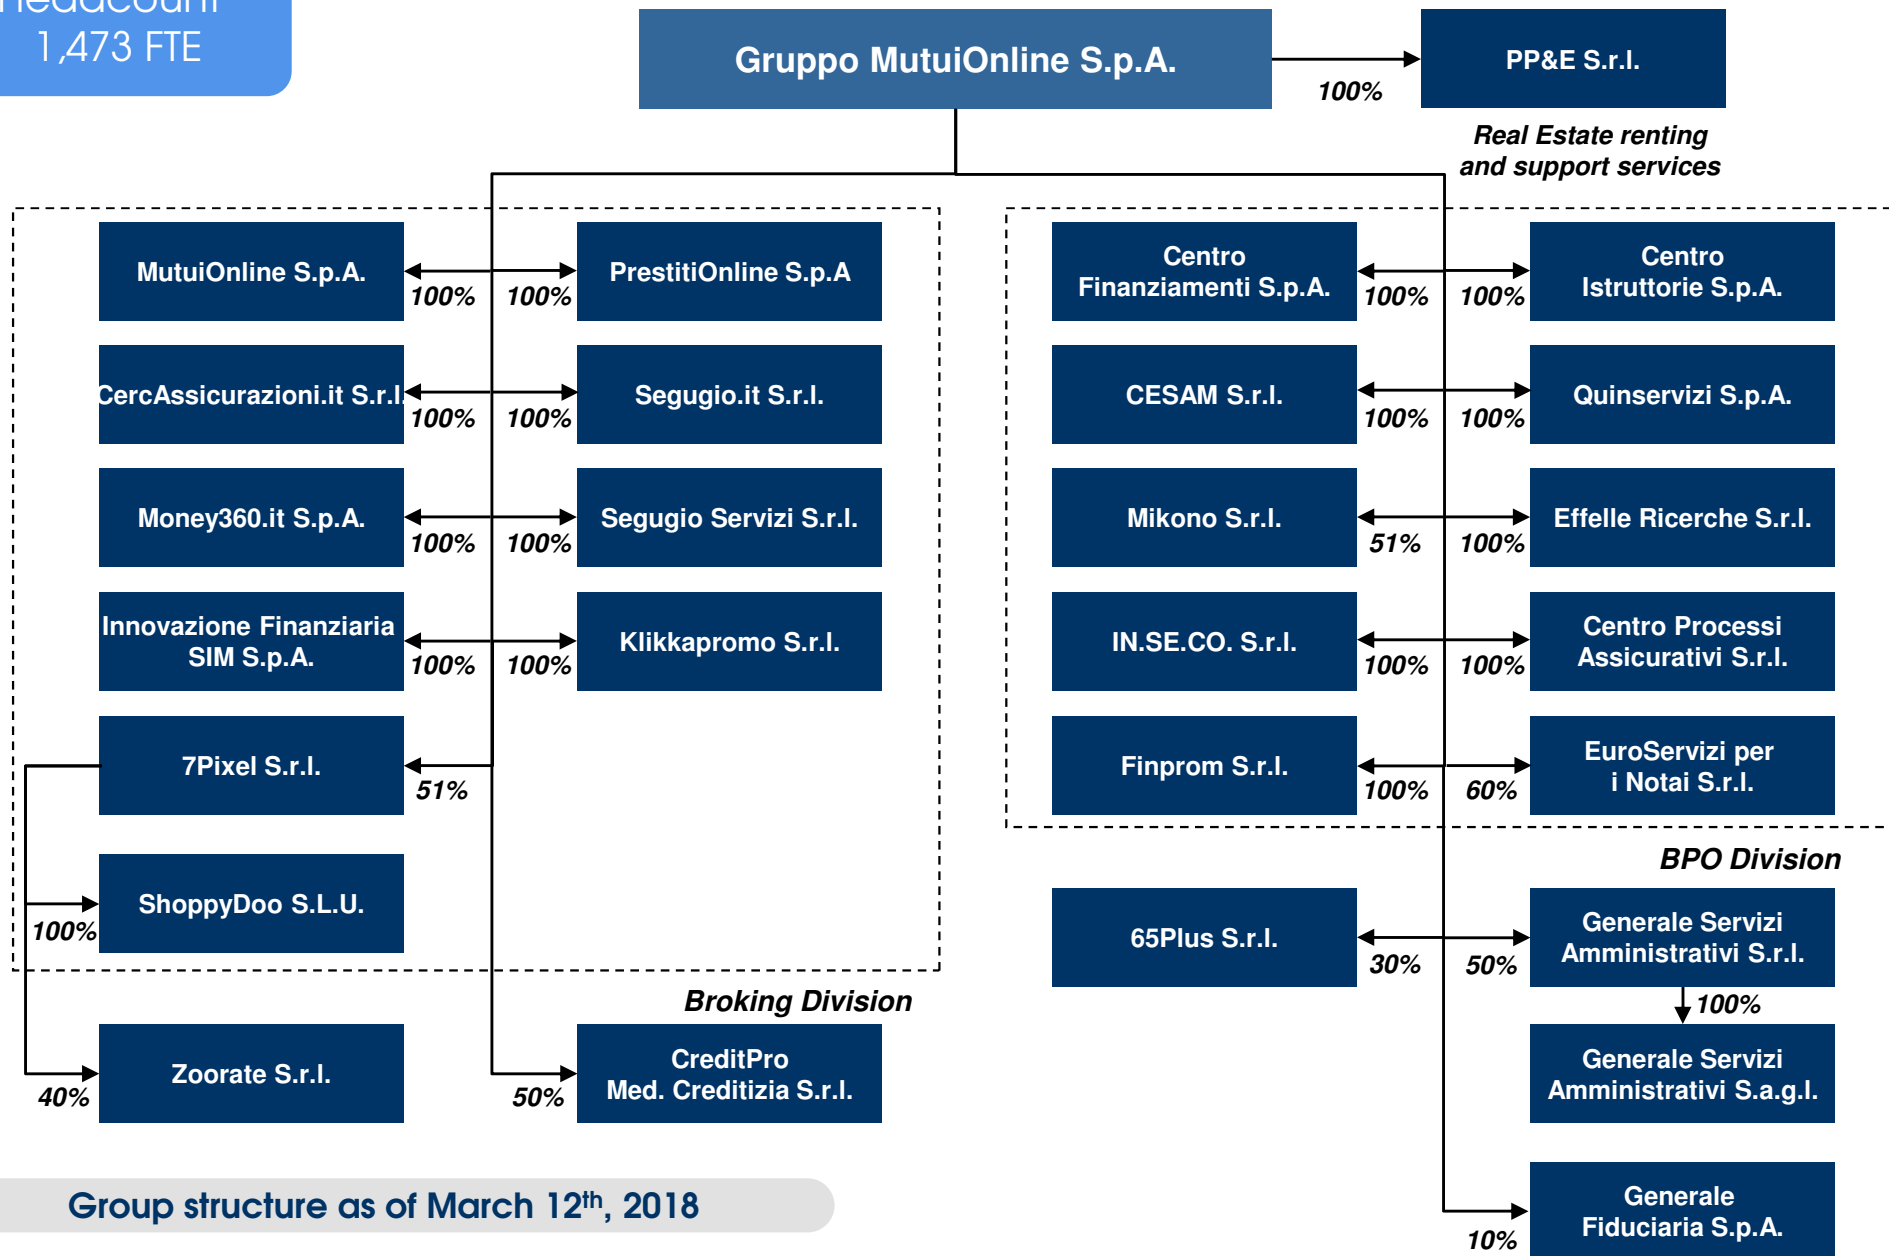 Headcount
1,473 FTE
Gruppo MutuiOnline S.p.A.
100%
PP&E S.r.l.
Real Estate renting
and support services
MutuiOnline S.p.A.
100%
100%
PrestitiOnline S.p.A
CercAssicurazioni.it S.r.l.
100%
100%
Segugio.it S.r.l.
Money360.it S.p.A.
100%
100%
Segugio Servizi S.r.l.
Innovazione Finanziaria
SIM S.p.A.
100%
100%
Klikkapromo S.r.l.
7Pixel S.r.l.
51%
ShoppyDoo S.L.U.
100%
Broking Division
Zoorate S.r.l.
40%
50%
CreditPro
Med. Creditizia S.r.l.
Centro
Finanziamenti S.p.A.
100%
100%
Centro
Istruttorie S.p.A.
CESAM S.r.l.
100%
100%
Quinservizi S.p.A.
Mikono S.r.l.
51%
100%
Effelle Ricerche S.r.l.
IN.SE.CO. S.r.l.
100%
100%
Centro Processi
Assicurativi S.r.l.
Finprom S.r.l.
100%
60%
EuroServizi per
i Notai S.r.l.
BPO Division
65Plus S.r.l.
30%
50%
Generale Servizi
Amministrativi S.r.l.
100%
Generale Servizi
Amministrativi S.a.g.l.
10%
Generale
Fiduciaria S.p.A.
Group structure as of March 12th, 2018